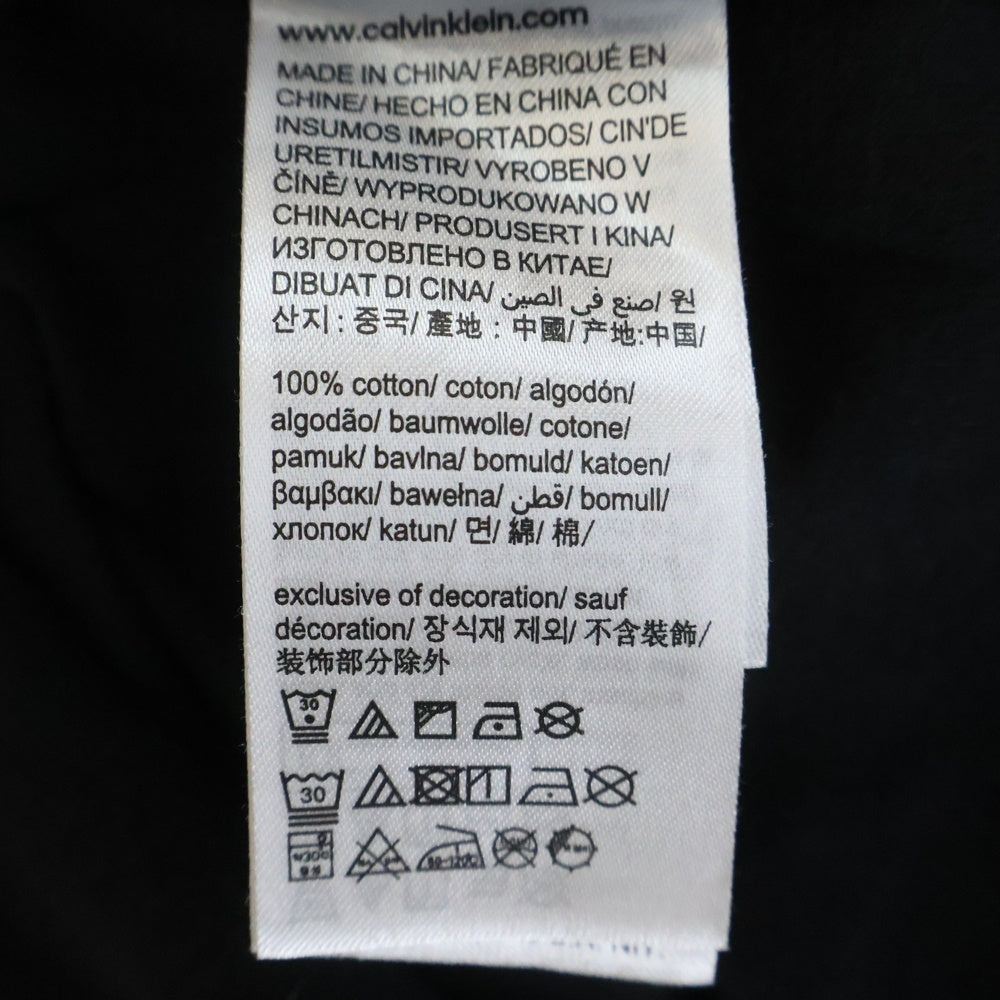 www.calvinklein.com
MADE IN CHINA/ FABRIQUÉ EN
CHINE/ HECHO EN CHINA CON
INSUMOS IMPORTADOS/ CIN'DE
URETILMISTIR/ VYROBENO V
ČÍNĚ/ WYPRODUKOWANO W
CHINACH/ PRODUSERT I KINA/
ИЗГОТОВЛЕНО В КИТАЕ/
DIBUAT DI CINA/ صنع في الصين/ 원
산지 : 중국/ 產地 : 中國/ 产地:中国/
100% cotton/ coton/ algodón/
algodão/ baumwolle/ cotone/
pamuk/ bavlna/ bomuld/ katoen/
βαμβακι/ bawełna/ قطن/ bomull/
хлопок/ katun/ 면/ 綿/ 棉/
exclusive of decoration/ sauf
décoration/ 장식재 제외/ 不含裝飾/
装饰部分除外
30
30